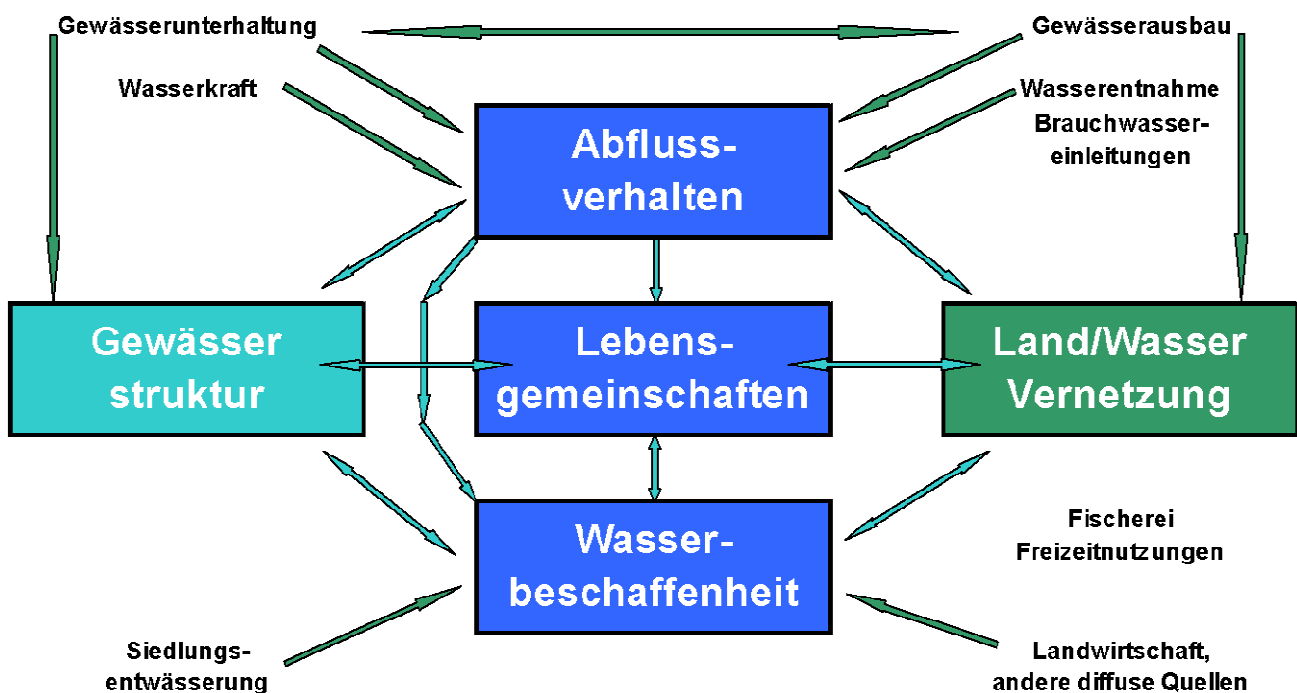 Gewässerunterhaltung
Gewässerausbau
Wasserkraft
Wasserentnahme
Brauchwasser-
einleitungen
Abfluss-
verhalten
Gewässer
struktur
Lebens-
gemeinschaften
Land/Wasser
Vernetzung
Wasser-
beschaffenheit
Fischerei
Freizeitnutzungen
Siedlungs-
entwässerung
Landwirtschaft,
andere diffuse Quellen